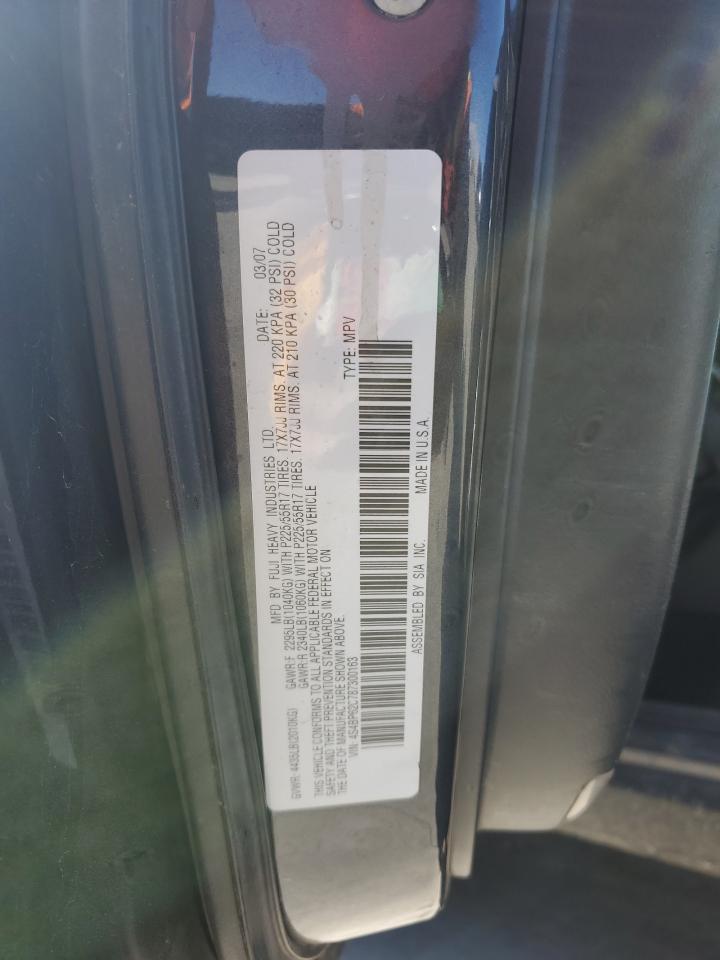 MFD BY FUJI HEAVY INDUSTRIES LTD. DATE: 03/07
GVWR: 4435LB(2010KG) GAWR:F 2295LB(1040KG) WITH P225/55R17 TIRES. 17X7JJ RIMS. AT 220 KPA (32 PSI) COLD
GAWR:R 2340LB(1060KG) WITH P225/55R17 TIRES. 17X7JJ RIMS. AT 210 KPA (30 PSI) COLD
THIS VEHICLE CONFORMS TO ALL APPLICABLE FEDERAL MOTOR VEHICLE
SAFETY AND THEFT PREVENTION STANDARDS IN EFFECT ON
THE DATE OF MANUFACTURE SHOWN ABOVE.
VIN: 4S4BP62C787300163 TYPE: MPV
ASSEMBLED BY SIA INC. MADE IN U.S.A.